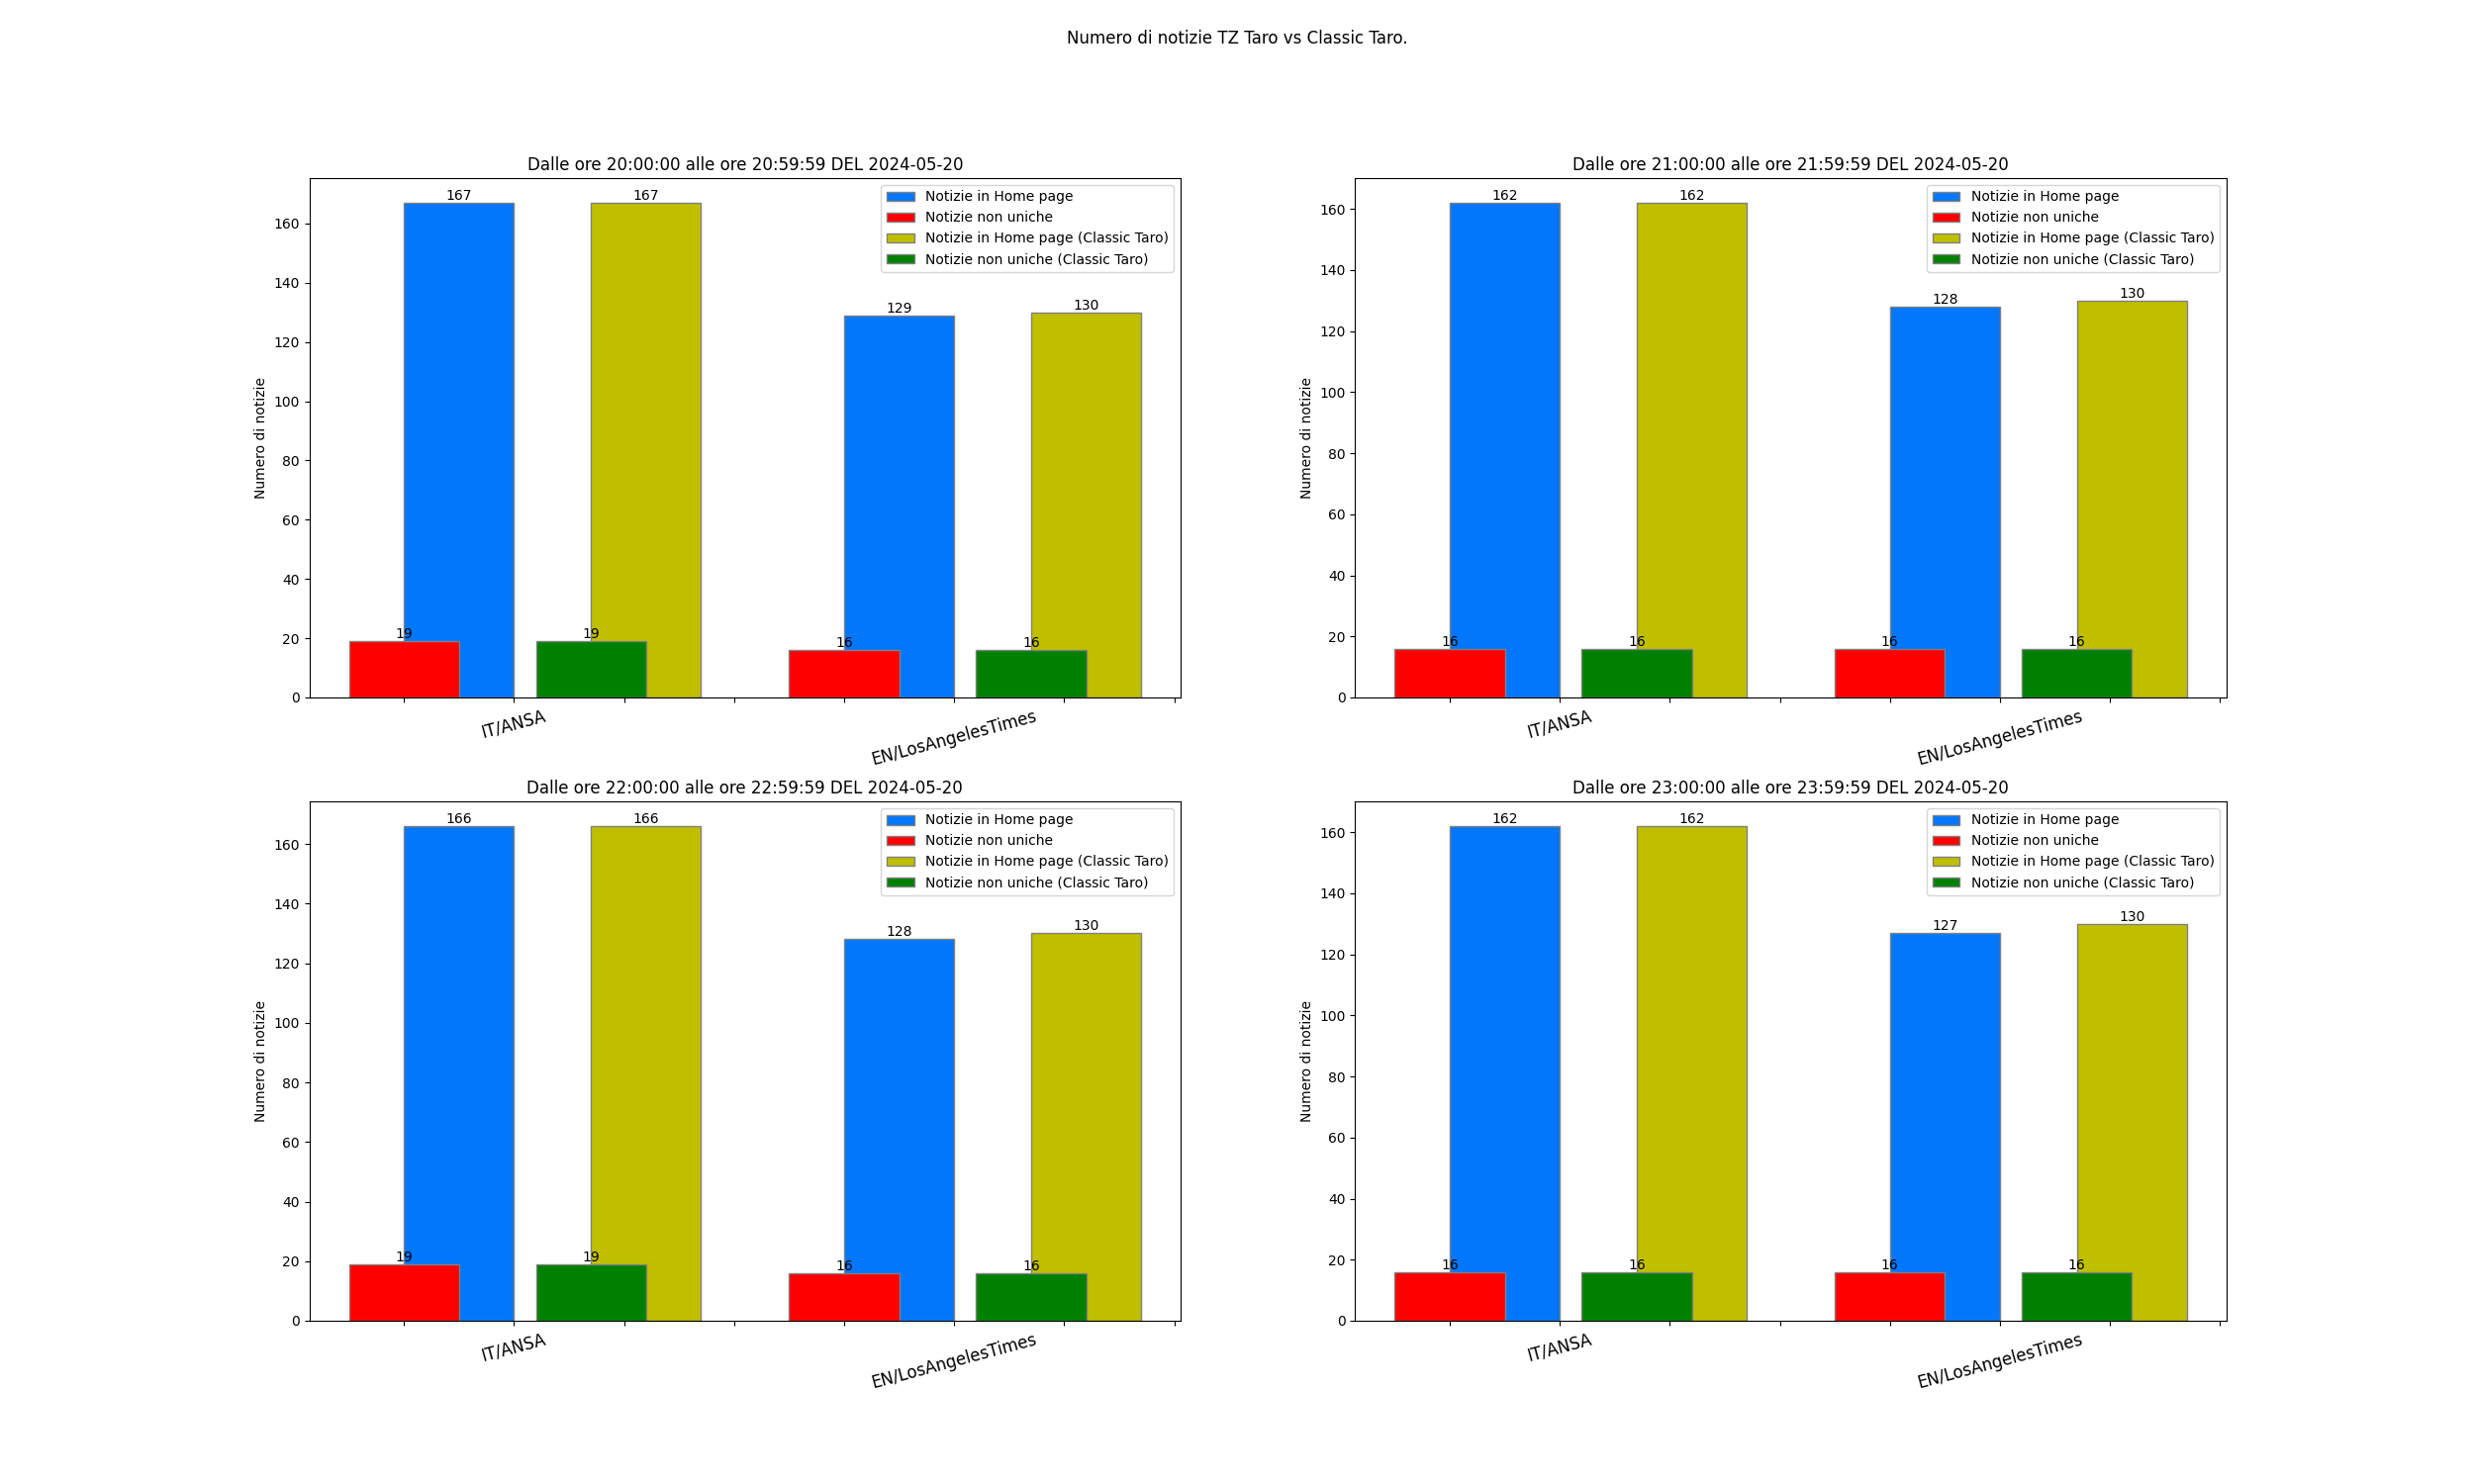 Numero di notizie TZ Taro vs Classic Taro.
Dalle ore 20:00:00 alle ore 20:59:59 DEL 2024-05-20
Numero di notizie
160
140
120
100
80
60
40
20
0
167
167
129
130
19
19
16
16
Notizie in Home page
Notizie non uniche
Notizie in Home page (Classic Taro)
Notizie non uniche (Classic Taro)
IT/ANSA
EN/LosAngelesTimes
Dalle ore 21:00:00 alle ore 21:59:59 DEL 2024-05-20
Numero di notizie
160
140
120
100
80
60
40
20
0
162
162
128
130
16
16
16
16
Notizie in Home page
Notizie non uniche
Notizie in Home page (Classic Taro)
Notizie non uniche (Classic Taro)
IT/ANSA
EN/LosAngelesTimes
Dalle ore 22:00:00 alle ore 22:59:59 DEL 2024-05-20
Numero di notizie
160
140
120
100
80
60
40
20
0
166
166
128
130
19
19
16
16
Notizie in Home page
Notizie non uniche
Notizie in Home page (Classic Taro)
Notizie non uniche (Classic Taro)
IT/ANSA
EN/LosAngelesTimes
Dalle ore 23:00:00 alle ore 23:59:59 DEL 2024-05-20
Numero di notizie
160
140
120
100
80
60
40
20
0
162
162
127
130
16
16
16
16
Notizie in Home page
Notizie non uniche
Notizie in Home page (Classic Taro)
Notizie non uniche (Classic Taro)
IT/ANSA
EN/LosAngelesTimes